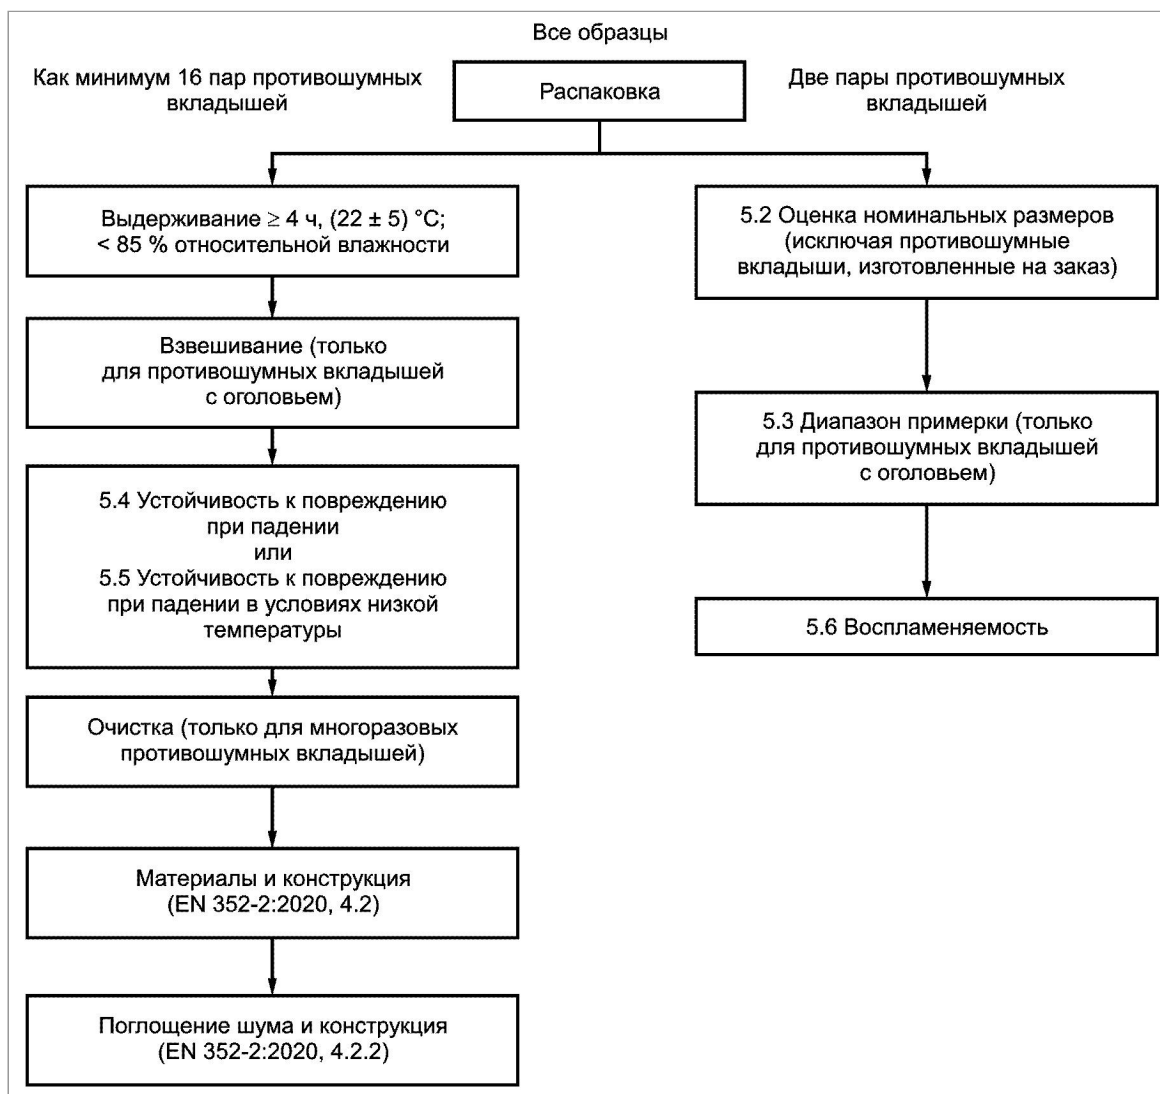 Все образцы
Как минимум 16 пар противошумных
вкладышей
Распаковка
Две пары противошумных
вкладышей
Выдерживание ≥ 4 ч, (22 ± 5) °C;
< 85 % относительной влажности
Взвешивание (только
для противошумных вкладышей
с оголовьем)
5.4 Устойчивость к повреждению
при падении
или
5.5 Устойчивость к повреждению
при падении в условиях низкой
температуры
Очистка (только для многоразовых
противошумных вкладышей)
Материалы и конструкция
(EN 352-2:2020, 4.2)
Поглощение шума и конструкция
(EN 352-2:2020, 4.2.2)
5.2 Оценка номинальных размеров
(исключая противошумные
вкладыши, изготовленные на заказ)
5.3 Диапазон примерки (только
для противошумных вкладышей
с оголовьем)
5.6 Воспламеняемость